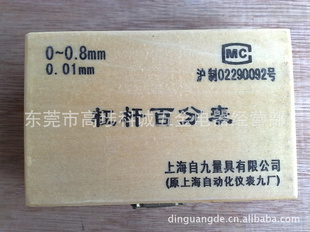 0~0.8mm
0.01mm
MC
沪制02290092号
杠杆百分表
上海自九量具有限公司
(原上海自动化仪表九厂)
dinguangde.1688.com